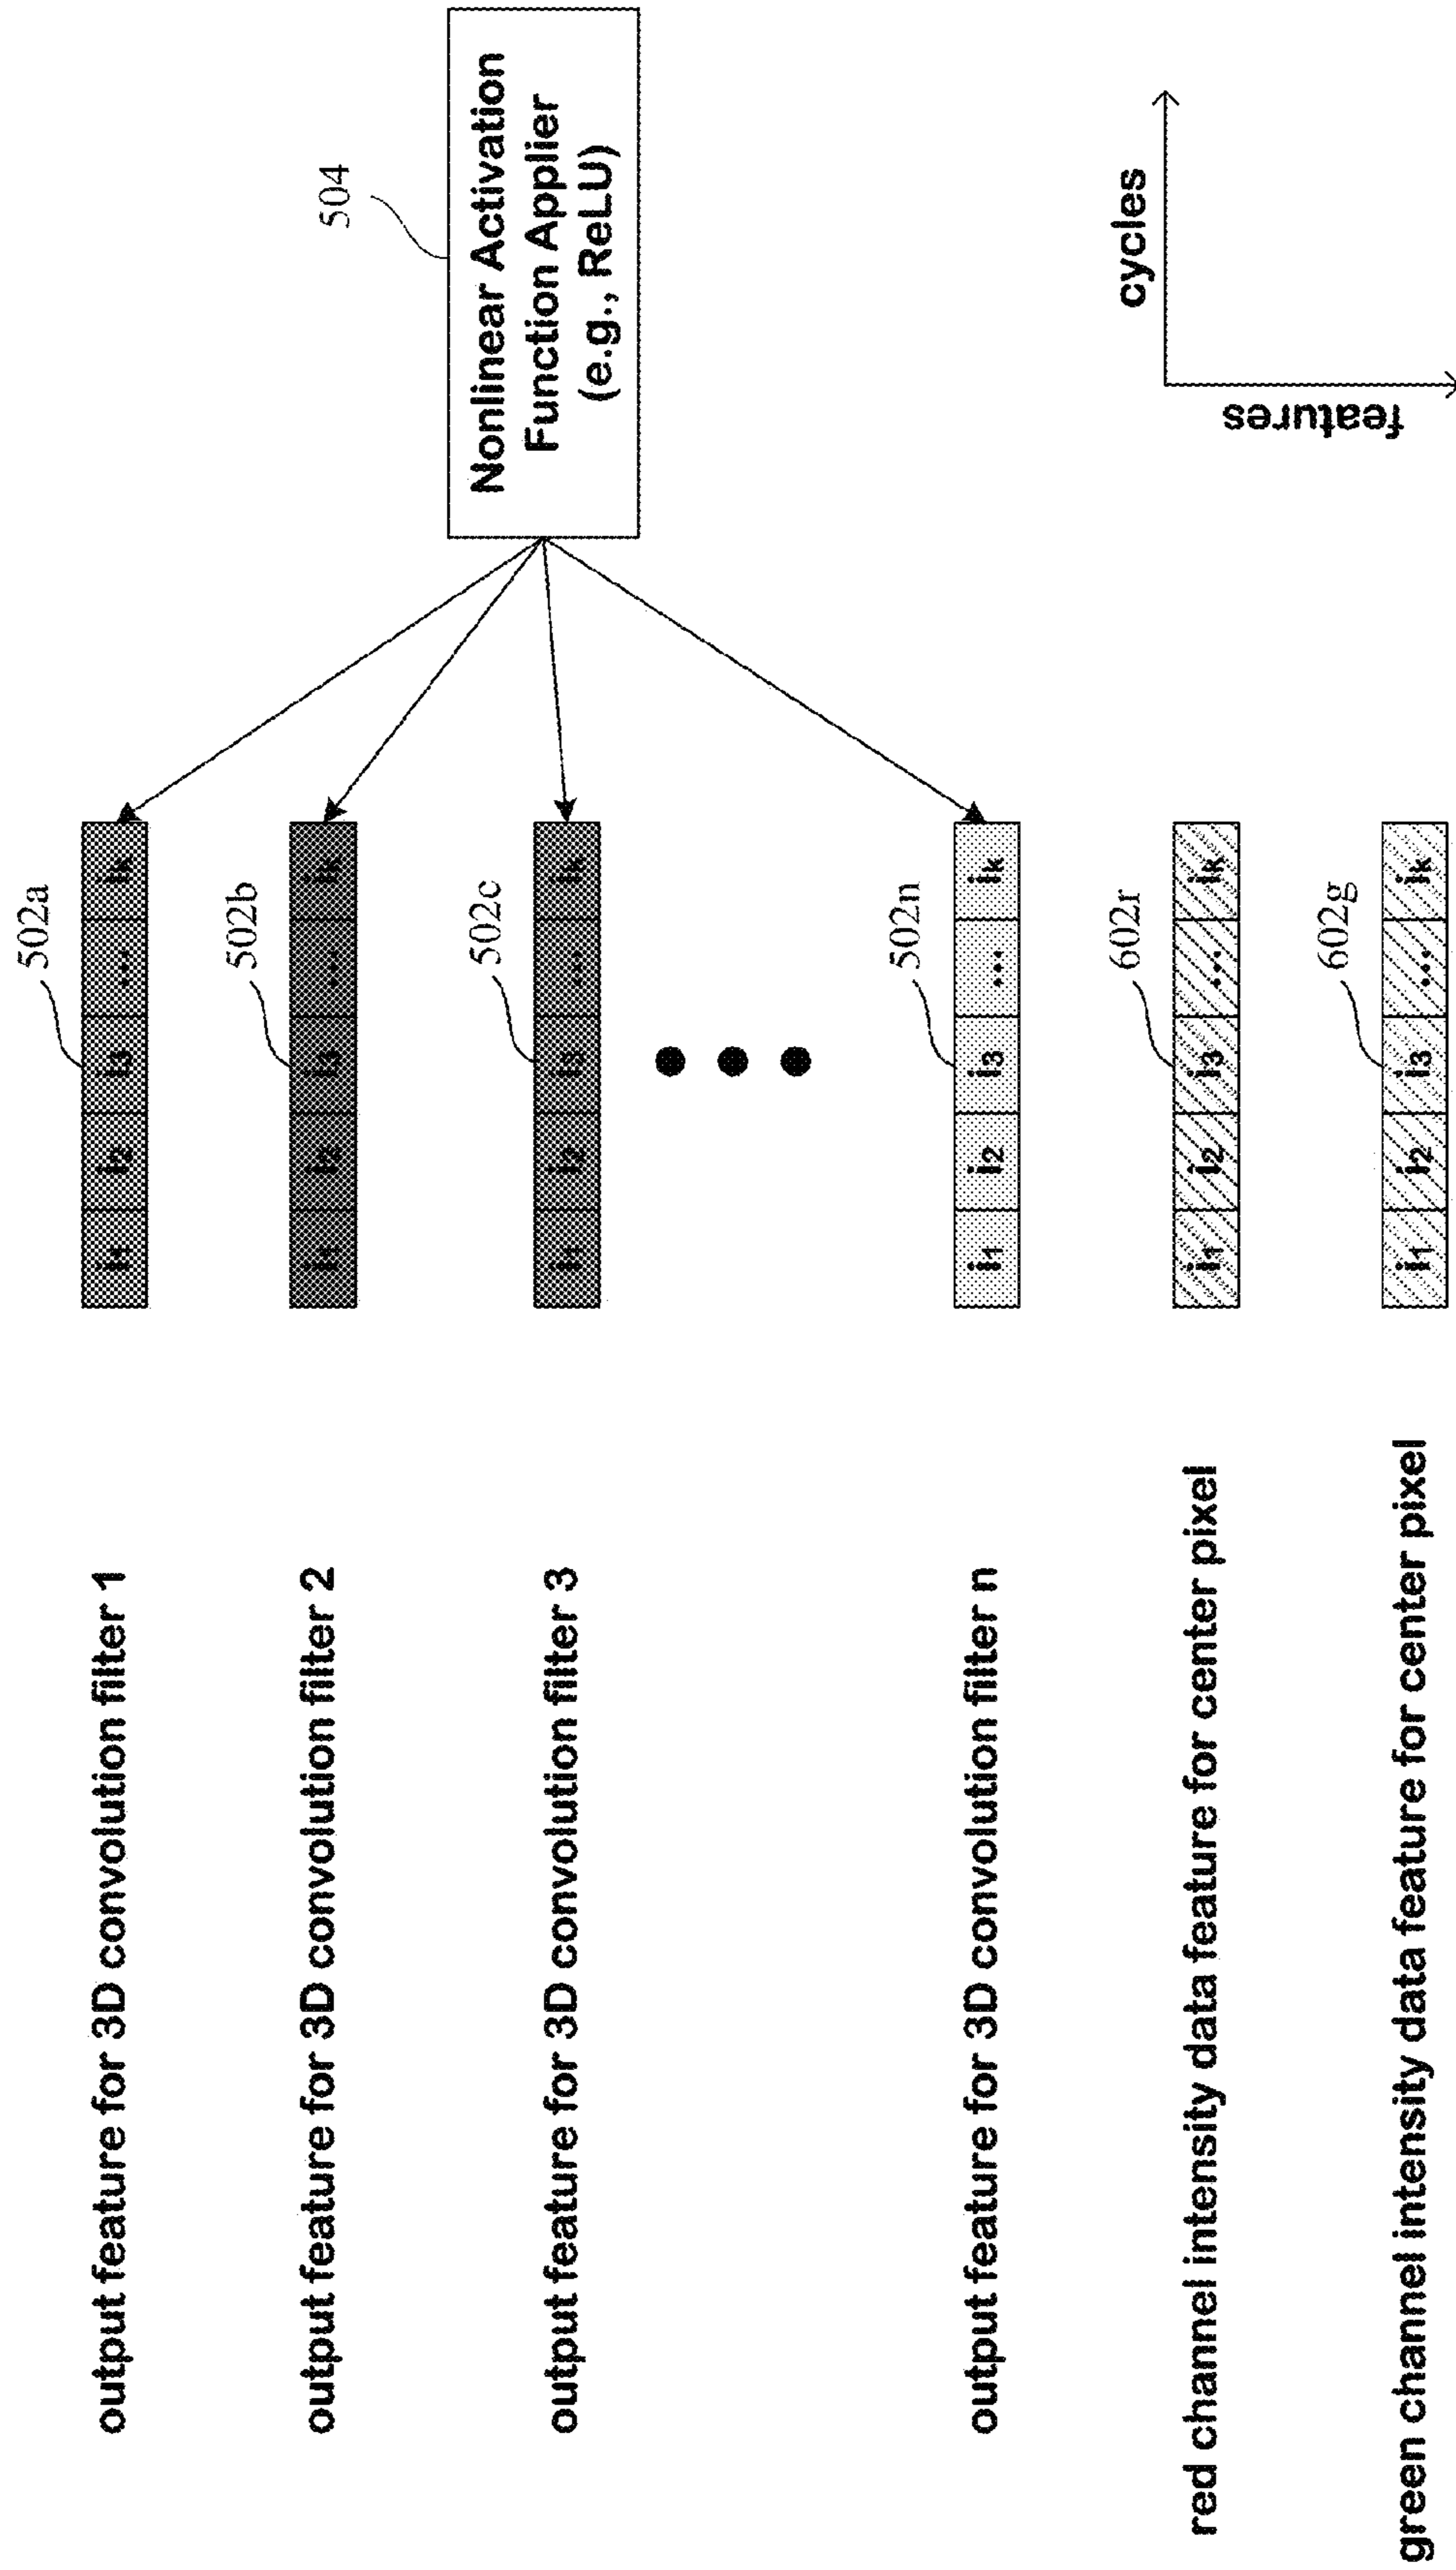 output feature for 3D convolution filter 1
502a
i1 i2 i3 ... ik
output feature for 3D convolution filter 2
502b
i1 i2 i3 ... ik
output feature for 3D convolution filter 3
502c
i1 i2 i3 ... ik
504
Nonlinear Activation
Function Applier
(e.g., ReLU)
output feature for 3D convolution filter n
502n
i1 i2 i3 ... ik
red channel intensity data feature for center pixel
602r
i1 i2 i3 ... ik
green channel intensity data feature for center pixel
602g
i1 i2 i3 ... ik
cycles
features